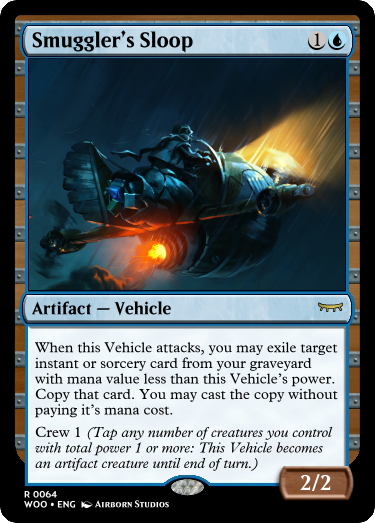 Smuggler's Sloop 1
Artifact — Vehicle
When this Vehicle attacks, you may exile target
instant or sorcery card from your graveyard
with mana value less than this Vehicle's power.
Copy that card. You may cast the copy without
paying it's mana cost.
Crew 1 (Tap any number of creatures you control
with total power 1 or more: This Vehicle becomes
an artifact creature until end of turn.)
2/2
R 0064
WOO • ENG Airborn Studios